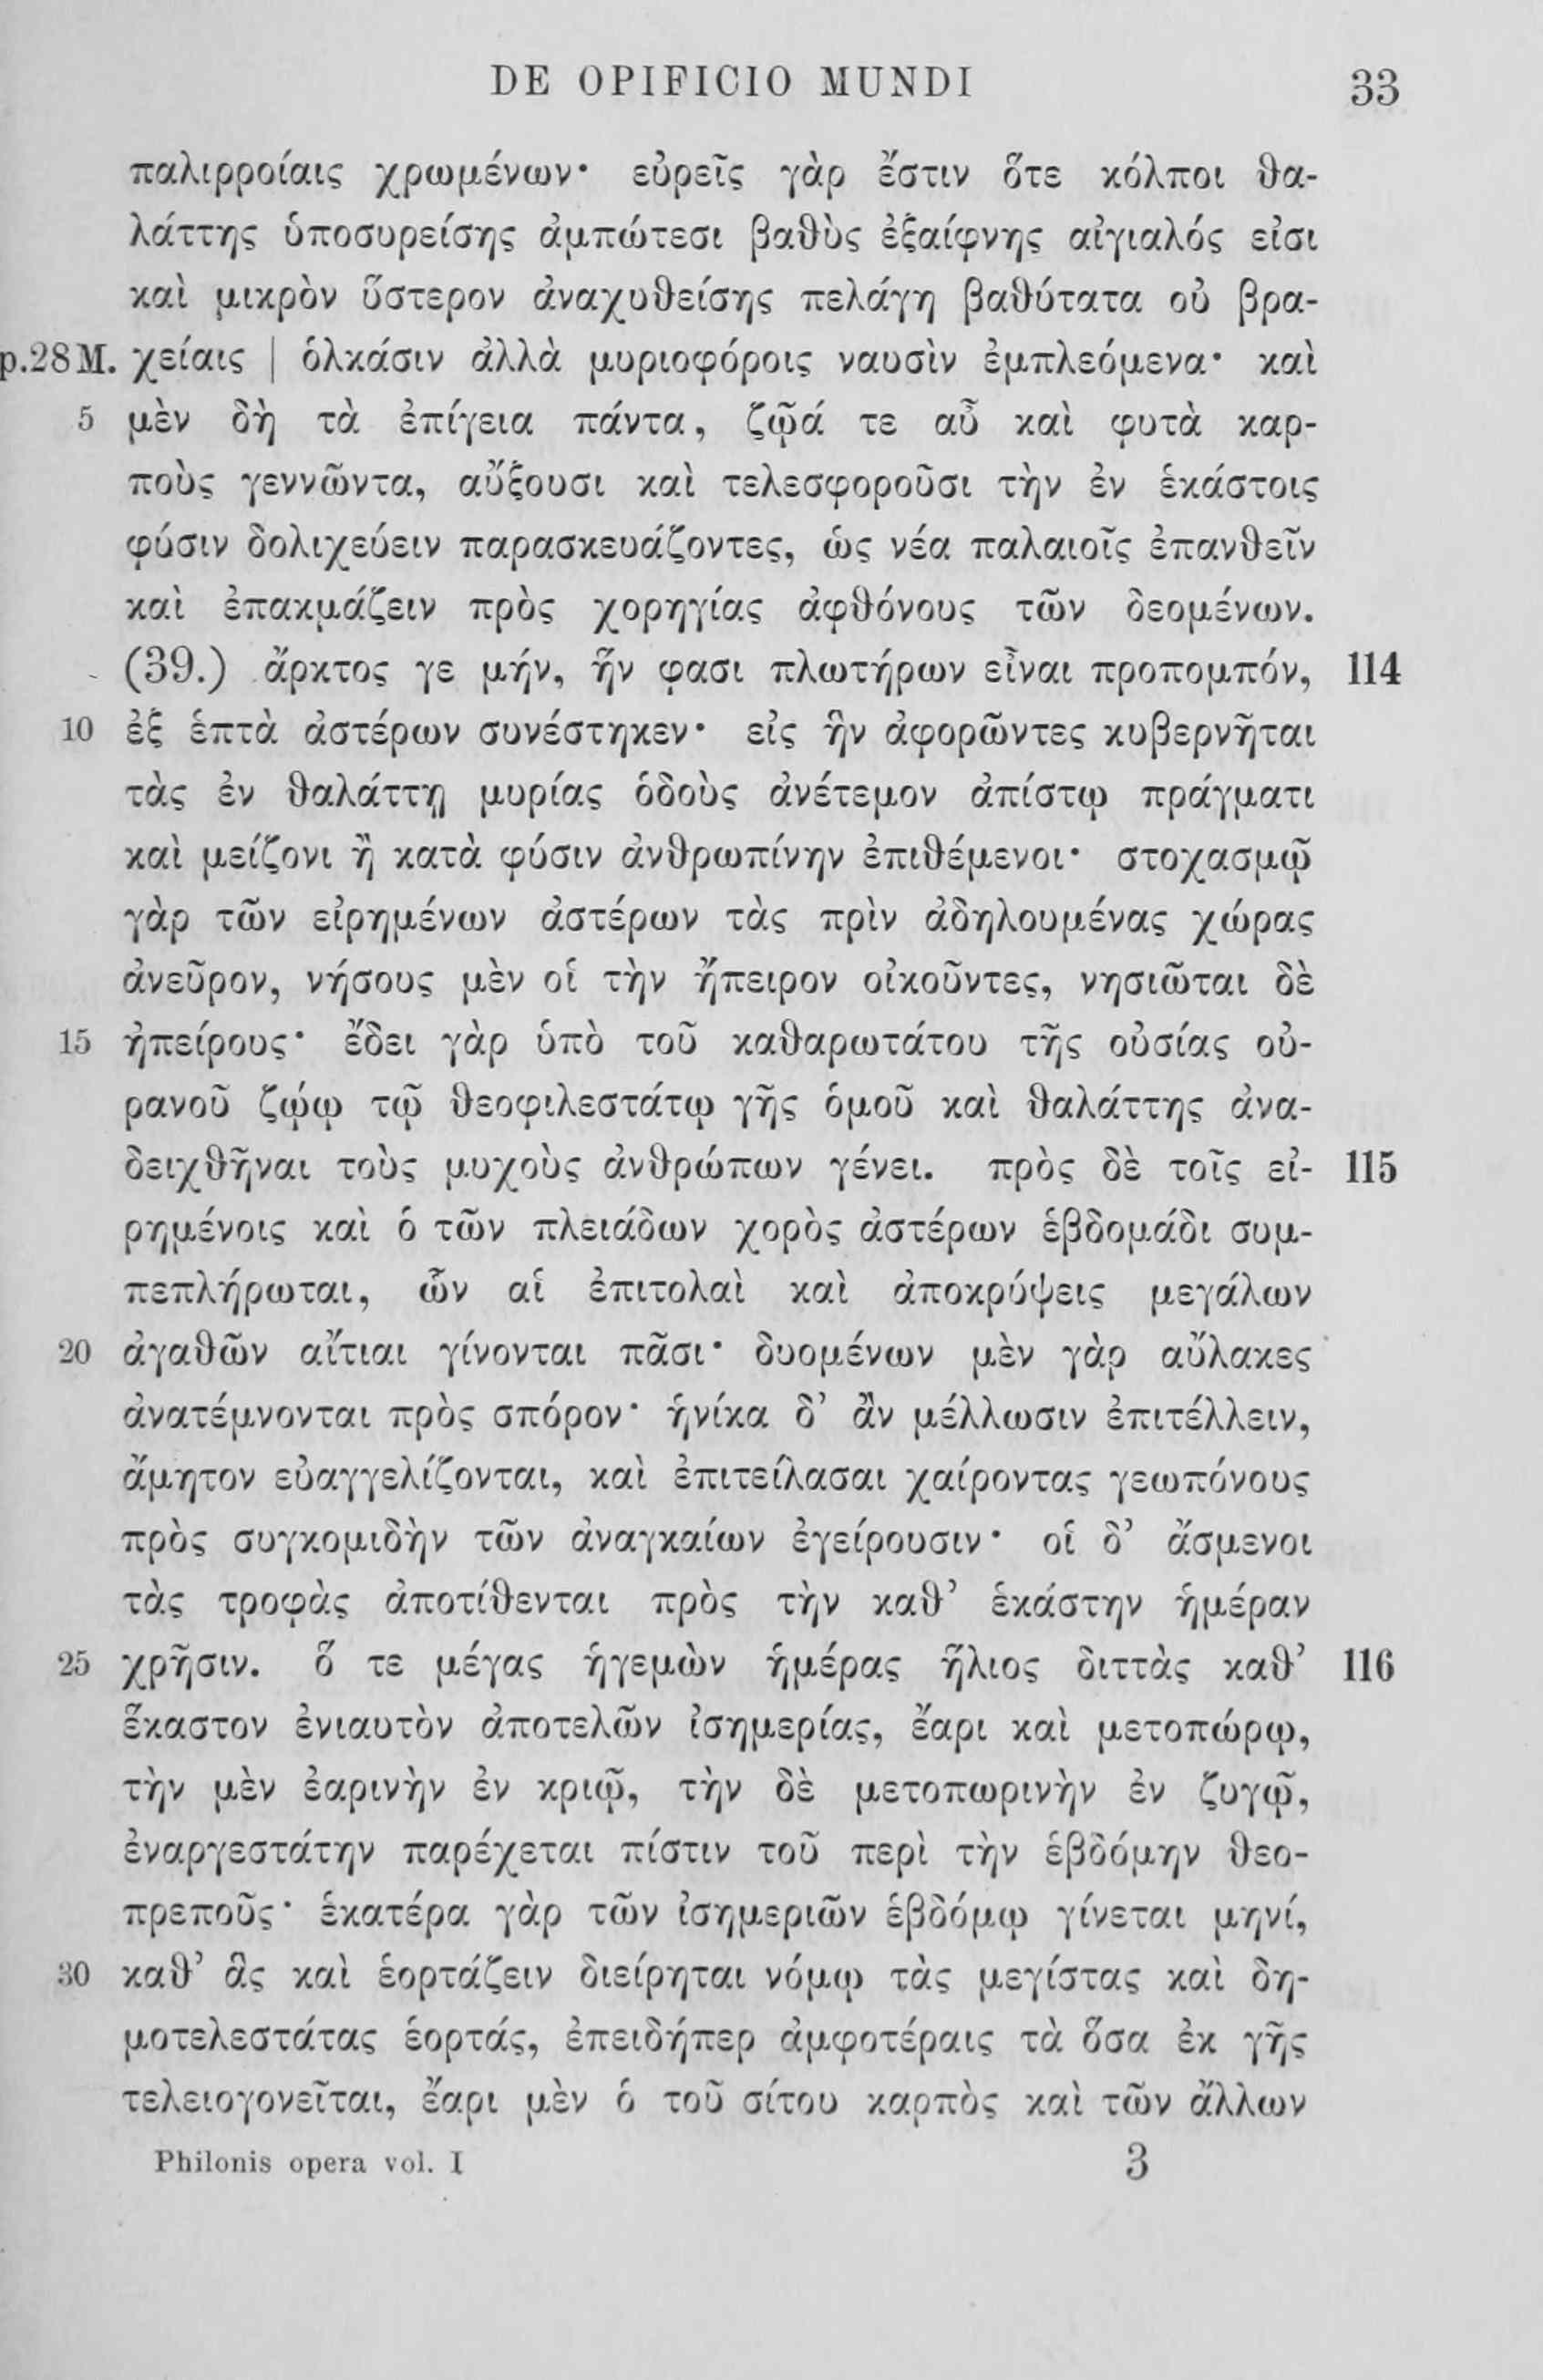 DE OPIFICIO MUNDI 33
παλιρροίαις χρωμένων· εὐρεῖς γὰρ ἔστιν ὅτε κόλποι θα-
λάττης ὑποσυρείσης ἀμπώτεσι βαθὺς ἐξαίφνης αἰγιαλός εἰσι
καὶ μικρὸν ὕστερον ἀναχυθείσης πελάγη βαθύτατα οὐ βρα-
p.28 M. χείαις | ὁλκάσιν ἀλλὰ μυριοφόροις ναυσὶν ἐμπλεόμενα· καὶ
5 μὲν δὴ τὰ ἐπίγεια πάντα, ζῷά τε αὖ καὶ φυτὰ καρ-
ποὺς γεννῶντα, αὔξουσι καὶ τελεσφοροῦσι τὴν ἐν ἑκάστοις
φύσιν δολιχεύειν παρασκευάζοντες, ὡς νέα παλαιοῖς ἐπανθεῖν
καὶ ἐπακμάζειν πρὸς χορηγίας ἀφθόνους τῶν δεομένων.
(39.) ἄρκτος γε μήν, ἥν φασι πλωτήρων εἶναι προπομπόν, 114
10 ἐξ ἑπτὰ ἀστέρων συνέστηκεν· εἰς ἣν ἀφορῶντες κυβερνῆται
τὰς ἐν θαλάττῃ μυρίας ὁδοὺς ἀνέτεμον ἀπίστῳ πράγματι
καὶ μείζονι ἢ κατὰ φύσιν ἀνθρωπίνην ἐπιθέμενοι· στοχασμῷ
γὰρ τῶν εἰρημένων ἀστέρων τὰς πρὶν ἀδηλουμένας χώρας
ἀνεῦρον, νήσους μὲν οἱ τὴν ἤπειρον οἰκοῦντες, νησιῶται δὲ
15 ἠπείρους· ἔδει γὰρ ὑπὸ τοῦ καθαρωτάτου τῆς οὐσίας οὐ-
ρανοῦ ζῴῳ τῷ θεοφιλεστάτῳ γῆς ὁμοῦ καὶ θαλάττης ἀνα-
δειχθῆναι τοὺς μυχοὺς ἀνθρώπων γένει. πρὸς δὲ τοῖς εἰ- 115
ρημένοις καὶ ὁ τῶν πλειάδων χορὸς ἀστέρων ἑβδομάδι συμ-
πεπλήρωται, ὧν αἱ ἐπιτολαὶ καὶ ἀποκρύψεις μεγάλων
20 ἀγαθῶν αἴτιαι γίνονται πᾶσι· δυομένων μὲν γὰρ αὔλακες
ἀνατέμνονται πρὸς σπόρον· ἡνίκα δ’ ἂν μέλλωσιν ἐπιτέλλειν,
ἄμητον εὐαγγελίζονται, καὶ ἐπιτείλασαι χαίροντας γεωπόνους
πρὸς συγκομιδὴν τῶν ἀναγκαίων ἐγείρουσιν· οἱ δ’ ἄσμενοι
τὰς τροφὰς ἀποτίθενται πρὸς τὴν καθ’ ἑκάστην ἡμέραν
25 χρῆσιν. ὅ τε μέγας ἡγεμὼν ἡμέρας ἥλιος διττὰς καθ’ 116
ἕκαστον ἐνιαυτὸν ἀποτελῶν ἰσημερίας, ἔαρι καὶ μετοπώρῳ,
τὴν μὲν ἐαρινὴν ἐν κριῷ, τὴν δὲ μετοπωρινὴν ἐν ζυγῷ,
ἐναργεστάτην παρέχεται πίστιν τοῦ περὶ τὴν ἑβδόμην θεο-
πρεποῦς· ἑκατέρα γὰρ τῶν ἰσημεριῶν ἑβδόμῳ γίνεται μηνί,
30 καθ’ ἃς καὶ ἑορτάζειν διείρηται νόμῳ τὰς μεγίστας καὶ δη-
μοτελεστάτας ἑορτάς, ἐπειδήπερ ἀμφοτέραις τὰ ὅσα ἐκ γῆς
τελειογονεῖται, ἔαρι μὲν ὁ τοῦ σίτου καρπὸς καὶ τῶν ἄλλων
Philonis opera vol. I 3